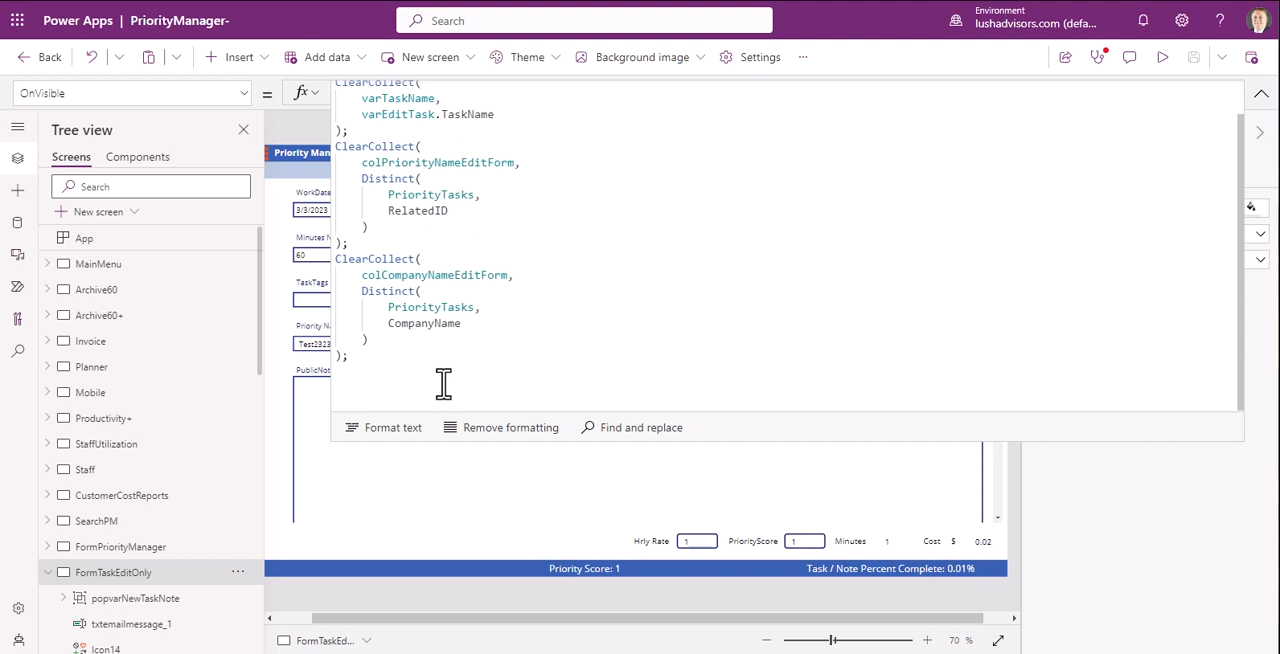 Power Apps | PriorityManager-
Search
Environment
lushadvisors.com (defa...
Back
Insert
Add data
New screen
Theme
Background image
Settings
...
OnVisible
=
fx
ClearCollect(
varTaskName,
varEditTask.TaskName
);
ClearCollect(
colPriorityNameEditForm,
Distinct(
PriorityTasks,
RelatedID
)
);
ClearCollect(
colCompanyNameEditForm,
Distinct(
PriorityTasks,
CompanyName
)
);
Format text
Remove formatting
Find and replace
Tree view
Screens
Components
Search
New screen
App
MainMenu
Archive60
Archive60+
Invoice
Planner
Mobile
Productivity+
StaffUtilization
Staff
CustomerCostReports
SearchPM
FormPriorityManager
FormTaskEditOnly
...
popvarNewTaskNote
txtemailmessage_1
Icon14
Priority Man
WorkDate
3/3/2023
Minutes N
60
TaskTags
Priority Na
Test2323
PublicNot
Hrly Rate
1
PriorityScore
1
Minutes
1
Cost
$
0.02
Priority Score: 1
Task / Note Percent Complete: 0.01%
FormTaskEd...
70 %